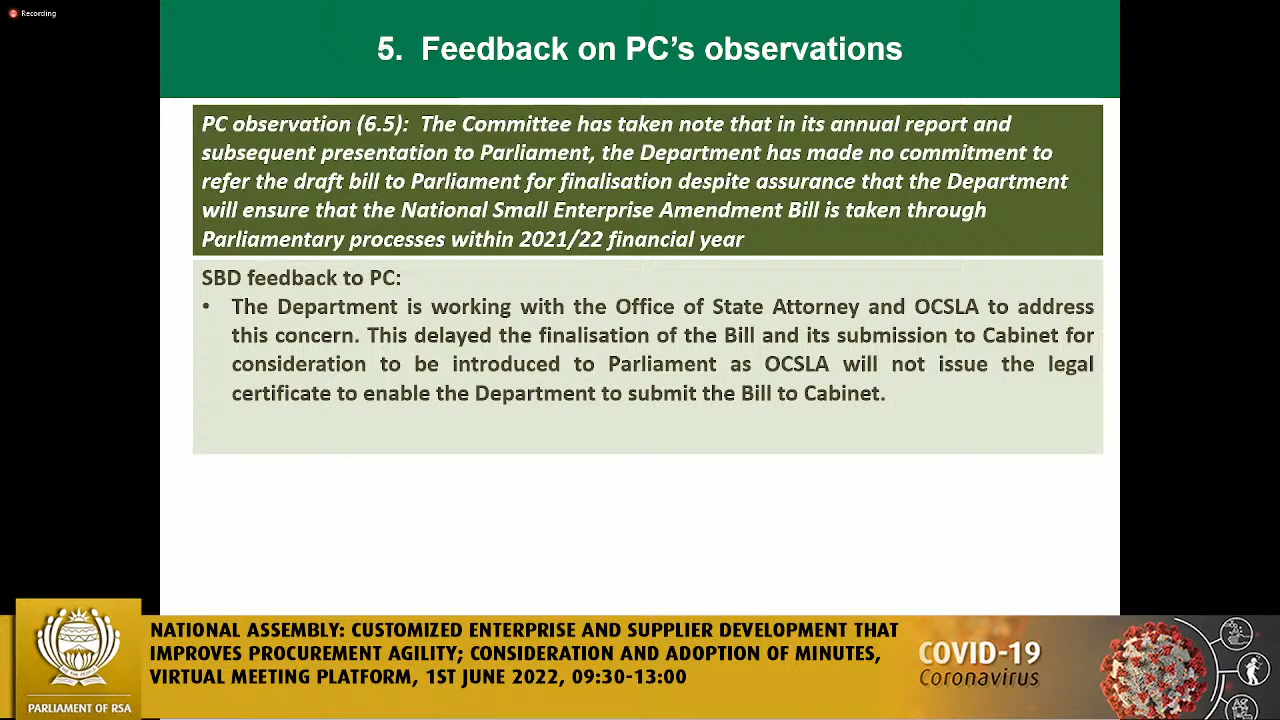 Recording
5. Feedback on PC's observations
PC observation (6.5): The Committee has taken note that in its annual report and
subsequent presentation to Parliament, the Department has made no commitment to
refer the draft bill to Parliament for finalisation despite assurance that the Department
will ensure that the National Small Enterprise Amendment Bill is taken through
Parliamentary processes within 2021/22 financial year
SBD feedback to PC:
• The Department is working with the Office of State Attorney and OCSLA to address
this concern. This delayed the finalisation of the Bill and its submission to Cabinet for
consideration to be introduced to Parliament as OCSLA will not issue the legal
certificate to enable the Department to submit the Bill to Cabinet.
NATIONAL ASSEMBLY: CUSTOMIZED ENTERPRISE AND SUPPLIER DEVELOPMENT THAT
IMPROVES PROCUREMENT AGILITY; CONSIDERATION AND ADOPTION OF MINUTES,
VIRTUAL MEETING PLATFORM, 1ST JUNE 2022, 09:30-13:00
PARLIAMENT OF RSA
COVID-19
Coronavirus